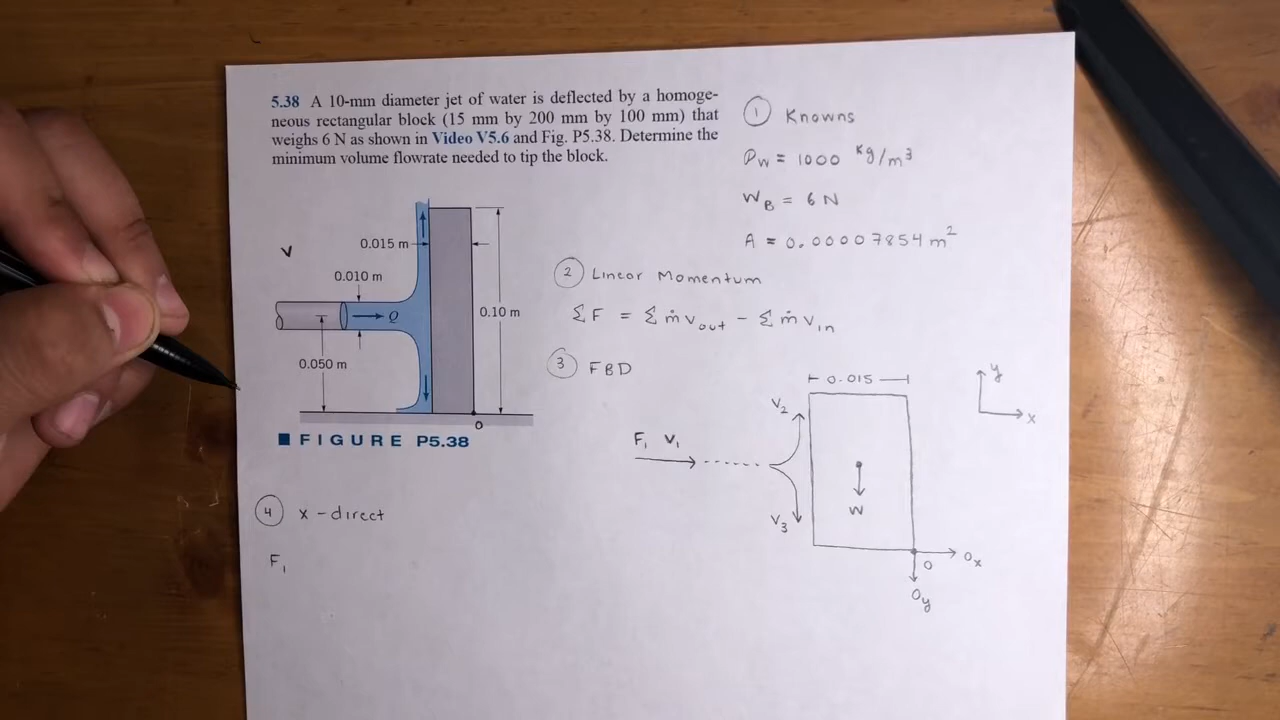 5.38 A 10-mm diameter jet of water is deflected by a homoge-
neous rectangular block (15 mm by 200 mm by 100 mm) that
weighs 6 N as shown in Video V5.6 and Fig. P5.38. Determine the
minimum volume flowrate needed to tip the block.
V
0.015 m
0.010 m
Q
0.10 m
0.050 m
O
FIGURE P5.38
1 Knowns
ρw = 1000 kg/m³
WB = 6 N
A = 0.00007854 m²
2 Linear Momentum
ΣF = Σṁvout - Σṁvin
3 FBD
0.015
y
x
V2
F1 V1
W
V3
O
Ox
Oy
4 x-direct
F1